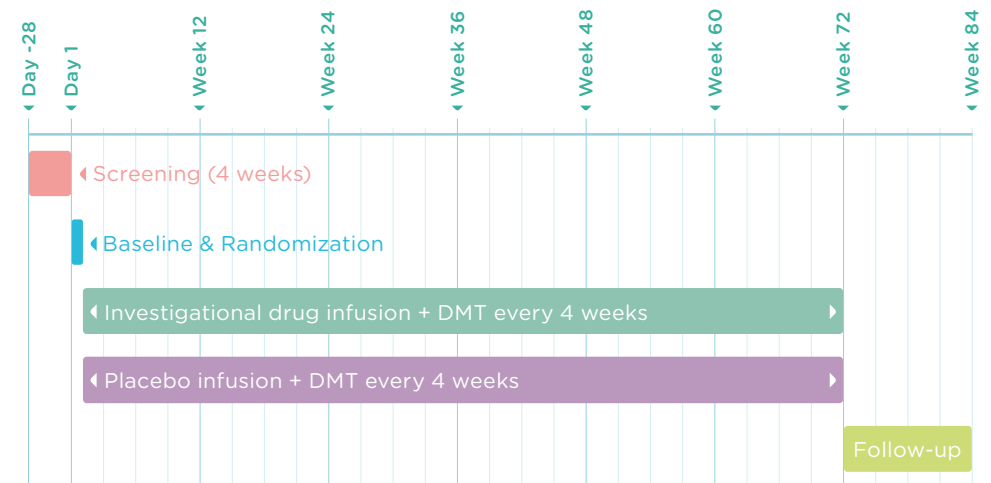 Day -28
Day 1
Week 12
Week 24
Week 36
Week 48
Week 60
Week 72
Week 84
Screening (4 weeks)
Baseline & Randomization
Investigational drug infusion + DMT every 4 weeks
Placebo infusion + DMT every 4 weeks
Follow-up